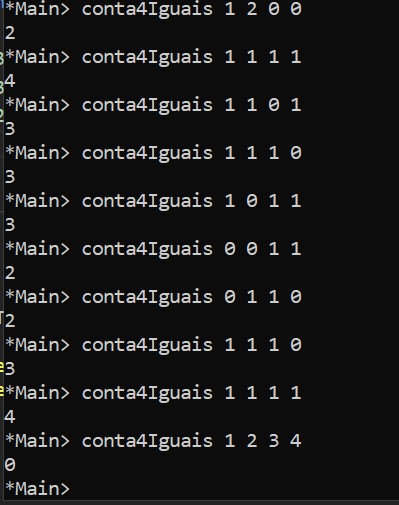 *Main> conta4Iguais 1 2 0 0
2
*Main> conta4Iguais 1 1 1 1
4
*Main> conta4Iguais 1 1 0 1
3
*Main> conta4Iguais 1 1 1 0
3
*Main> conta4Iguais 1 0 1 1
3
*Main> conta4Iguais 0 0 1 1
2
*Main> conta4Iguais 0 1 1 0
2
*Main> conta4Iguais 1 1 1 0
3
*Main> conta4Iguais 1 1 1 1
4
*Main> conta4Iguais 1 2 3 4
0
*Main>